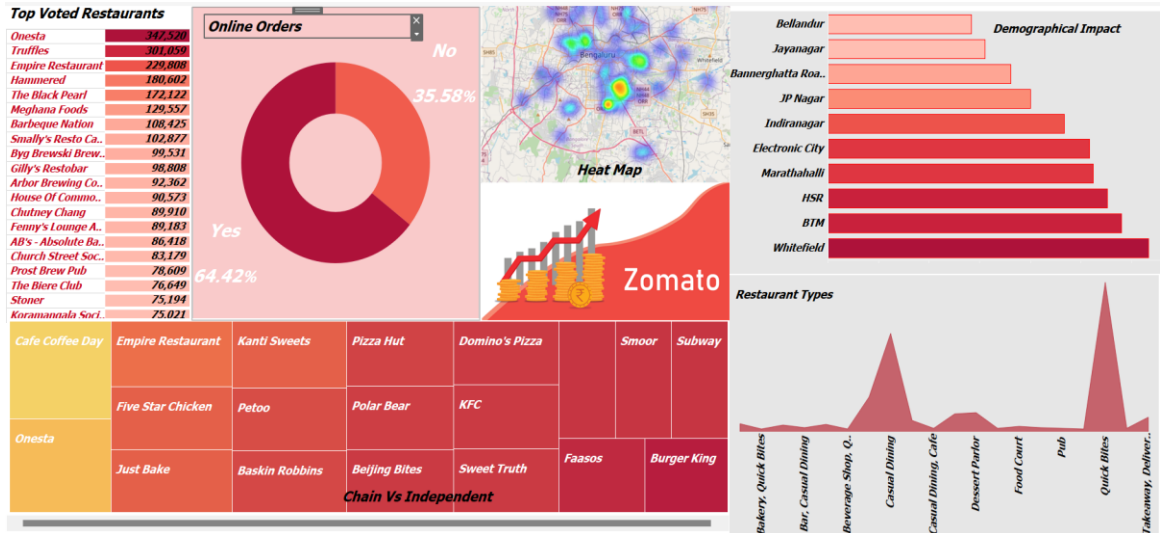 Top Voted Restaurants
Onesta 347,520
Truffles 301,059
Empire Restaurant 229,808
Hammered 180,602
The Black Pearl 172,122
Meghana Foods 129,557
Barbeque Nation 108,425
Smally's Resto Ca.. 102,877
Byg Brewski Brew.. 99,531
Gilly's Restobar 98,808
Arbor Brewing Co.. 92,362
House Of Commo.. 90,573
Chutney Chang 89,910
Fenny's Lounge A.. 89,183
AB's - Absolute Ba.. 86,418
Church Street Soc.. 83,179
Prost Brew Pub 78,609
The Biere Club 76,649
Stoner 75,194
Koramangala Soci.. 75,021
Online Orders
No
35.58%
Yes
64.42%
Bengaluru
Whitefield
Heat Map
Zomato
Demographical Impact
Bellandur
Jayanagar
Bannerghatta Roa..
JP Nagar
Indiranagar
Electronic City
Marathahalli
HSR
BTM
Whitefield
Cafe Coffee Day
Onesta
Empire Restaurant
Five Star Chicken
Just Bake
Kanti Sweets
Petoo
Baskin Robbins
Pizza Hut
Polar Bear
Beijing Bites
Domino's Pizza
KFC
Sweet Truth
Smoor
Subway
Faasos
Burger King
Chain Vs Independent
Restaurant Types
Bakery, Quick Bites
Bar, Casual Dining
Beverage Shop, Q..
Casual Dining
Casual Dining, Cafe
Dessert Parlor
Food Court
Pub
Quick Bites
Takeaway, Deliver..